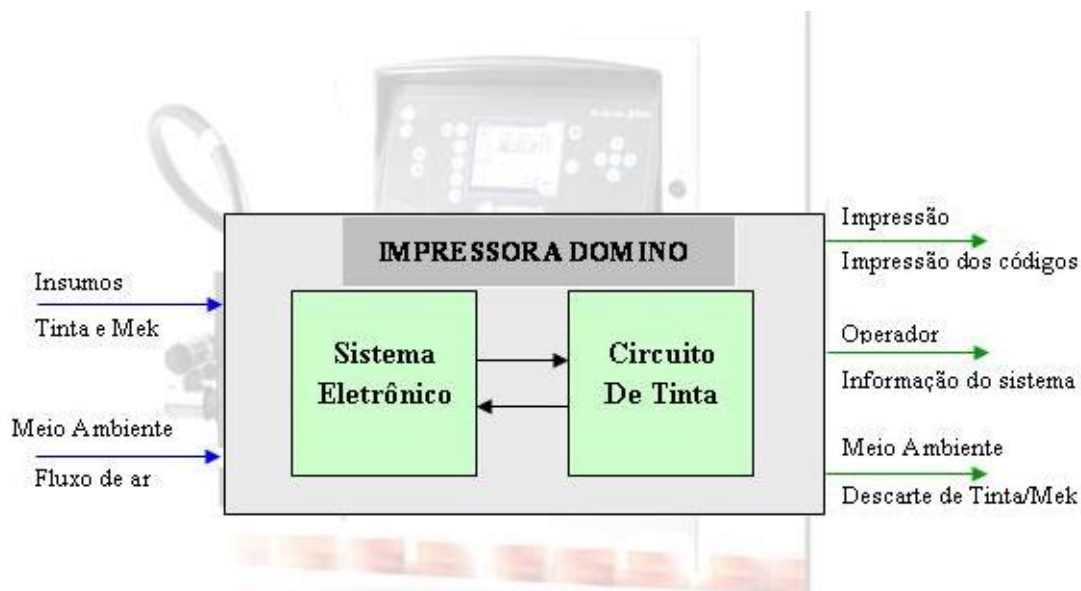 IMPRESSORA DOMINO
Insumos
Tinta e Mek
Meio Ambiente
Fluxo de ar
Sistema
Eletrônico
Circuito
De Tinta
Impressão
Impressão dos códigos
Operador
Informação do sistema
Meio Ambiente
Descarte de Tinta/Mek